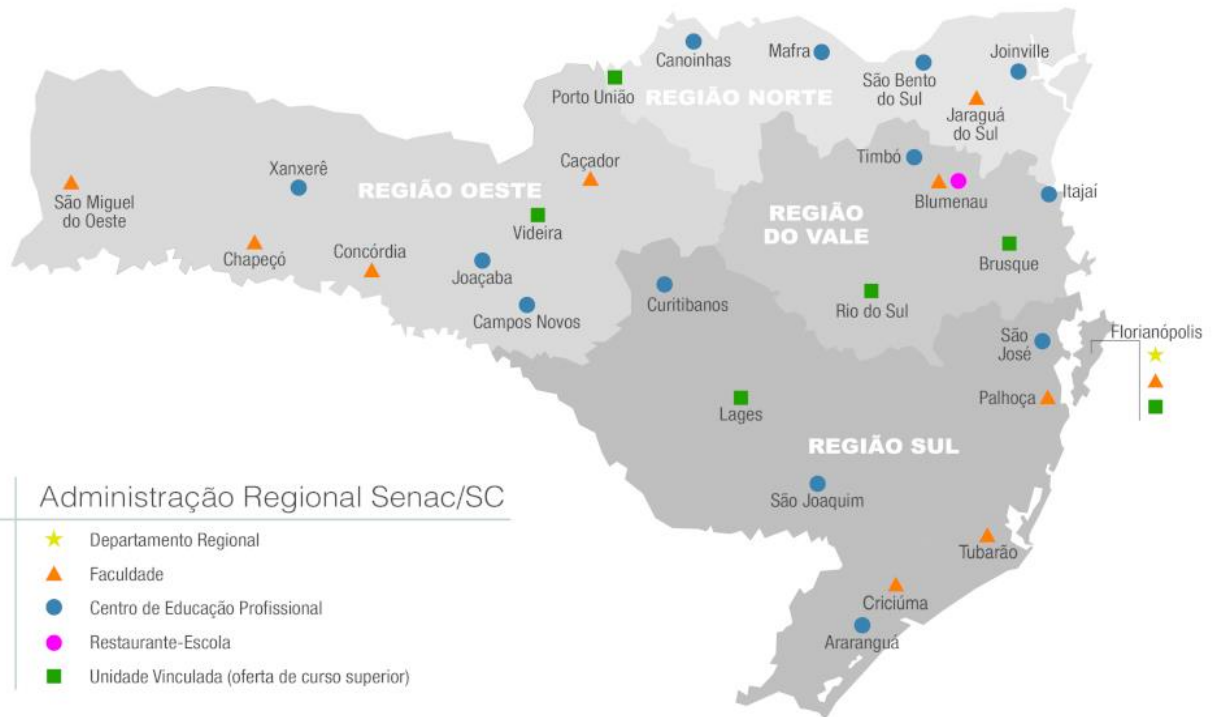 Canoinhas
Mafra
São Bento
do Sul
Joinville
Porto União
REGIÃO NORTE
Jaraguá
do Sul
Xanxerê
Caçador
Timbó
São Miguel
do Oeste
REGIÃO OESTE
Blumenau
Itajaí
Videira
REGIÃO
DO VALE
Chapeçó
Concórdia
Joaçaba
Brusque
Curitibanos
Rio do Sul
Campos Novos
São
José
Florianópolis
Palhoça
Lages
REGIÃO SUL
São Joaquim
Tubarão
Criciúma
Araranguá
Administração Regional Senac/SC
Departamento Regional
Faculdade
Centro de Educação Profissional
Restaurante-Escola
Unidade Vinculada (oferta de curso superior)